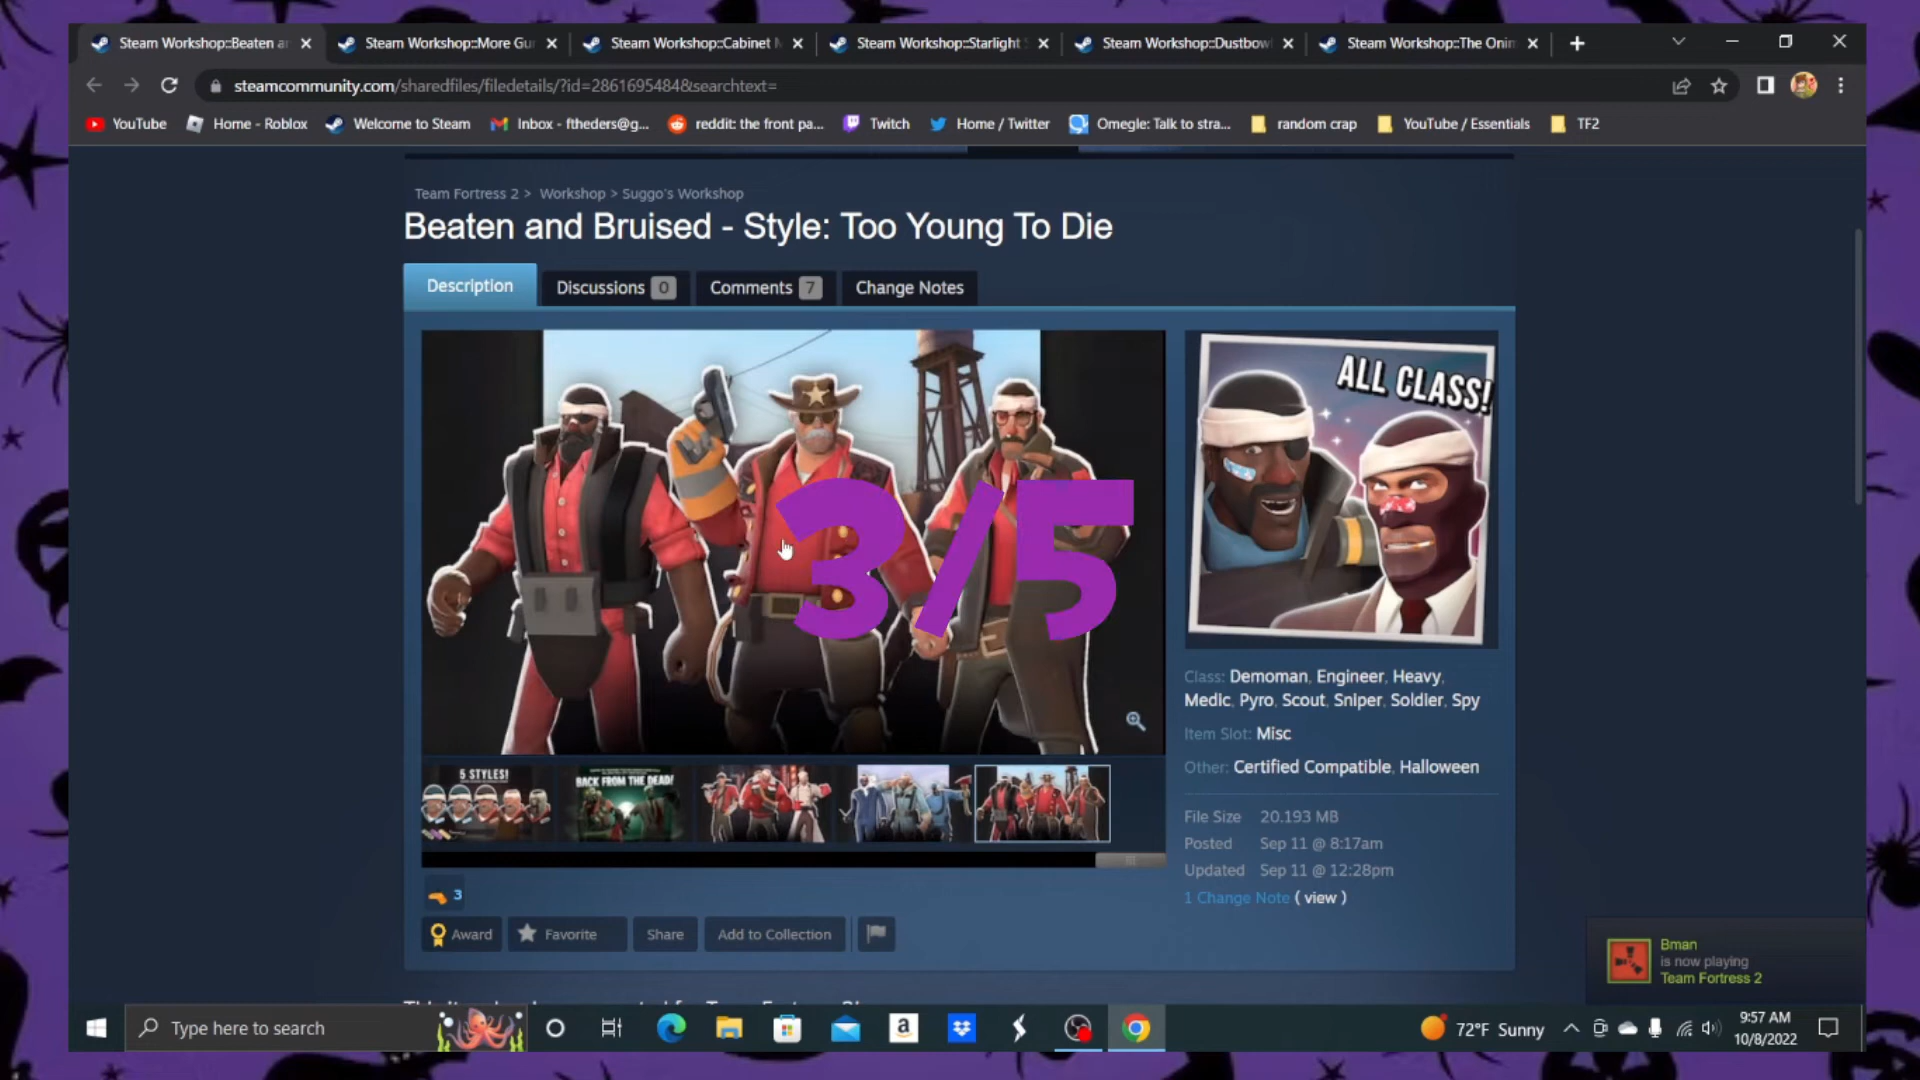 Steam Workshop::Beaten an
Steam Workshop::More Gu
Steam Workshop::Cabinet
Steam Workshop::Starlight
Steam Workshop::Dustbowl
Steam Workshop::The Onin
steamcommunity.com/sharedfiles/filedetails/?id=2861695484&searchtext=
YouTube
Home - Roblox
Welcome to Steam
Inbox - ftheders@g...
reddit: the front pa...
Twitch
Home / Twitter
Omegle: Talk to stra...
random crap
YouTube / Essentials
TF2
Team Fortress 2 > Workshop > Suggo's Workshop
Beaten and Bruised - Style: Too Young To Die
Description
Discussions 0
Comments 7
Change Notes
ALL CLASS!
3/5
Class: Demoman, Engineer, Heavy,
Medic, Pyro, Scout, Sniper, Soldier, Spy
Item Slot: Misc
Other: Certified Compatible, Halloween
5 STYLES!
BACK FROM THE DEAD!
File Size 20.193 MB
Posted Sep 11 @ 8:17am
Updated Sep 11 @ 12:28pm
1 Change Note ( view )
3
Award
Favorite
Share
Add to Collection
Bman
is now playing
Team Fortress 2
Type here to search
72°F Sunny
9:57 AM
10/8/2022